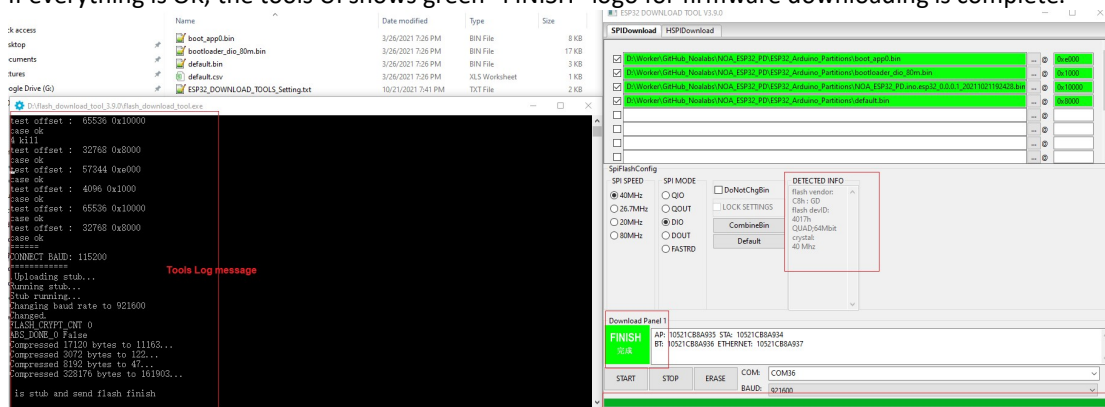 If everything is OK, the tools UI shows green "FINISH" logo for firmware downloading is complete.
Name Date modified Type Size
ck access
boot_app0.bin 3/26/2021 7:26 PM BIN File 8 KB
sktop
bootloader_dio_80m.bin 3/26/2021 7:26 PM BIN File 17 KB
cuments
default.bin 3/26/2021 7:26 PM BIN File 3 KB
tures
default.csv 3/26/2021 7:26 PM XLS Worksheet 1 KB
ogle Drive (G:)
ESP32_DOWNLOAD_TOOLS_Setting.txt 10/21/2021 7:41 PM TXT File 2 KB
D:\flash_download_tool_3.9.0\flash_download_tool.exe
test offset : 65536 0x10000
case ok
4 kill
test offset : 32768 0x8000
case ok
test offset : 57344 0xe000
case ok
test offset : 4096 0x1000
case ok
test offset : 65536 0x10000
case ok
test offset : 32768 0x8000
case ok
======
CONNECT BAUD: 115200
============
.Uploading stub...
Running stub...
Stub running...
Changing baud rate to 921600
Changed.
FLASH_CRYPT_CNT 0
ABS_DONE_0 False
Compressed 17120 bytes to 11163...
Compressed 3072 bytes to 122...
Compressed 8192 bytes to 47...
Compressed 328176 bytes to 161903...
is stub and send flash finish
Tools Log message
ESP32 DOWNLOAD TOOL V3.9.0
SPIDownload HSPIDownload
D:\Worker\GitHub_Noalabs\NOA_ESP32_PD\ESP32_Arduino_Partitions\boot_app0.bin ... @ 0xe000
D:\Worker\GitHub_Noalabs\NOA_ESP32_PD\ESP32_Arduino_Partitions\bootloader_dio_80m.bin ... @ 0x1000
D:\Worker\GitHub_Noalabs\NOA_ESP32_PD\ESP32_Arduino_Partitions\NOA_ESP32_PD.ino.esp32_0.0.0.1_20211021192428.bin ... @ 0x10000
D:\Worker\GitHub_Noalabs\NOA_ESP32_PD\ESP32_Arduino_Partitions\default.bin ... @ 0x8000
... @
... @
... @
SpiFlashConfig
SPI SPEED
40MHz
26.7MHz
20MHz
80MHz
SPI MODE
QIO
QOUT
DIO
DOUT
FASTRD
DoNotChgBin
LOCK SETTINGS
CombineBin
Default
DETECTED INFO
flash vendor:
C8h : GD
flash devID:
4017h
QUAD;64Mbit
crystal:
40 Mhz
Download Panel 1
FINISH
完成
AP: 10521CB8A935 STA: 10521CB8A934
BT: 10521CB8A936 ETHERNET: 10521CB8A937
START STOP ERASE
COM: COM36
BAUD: 921600